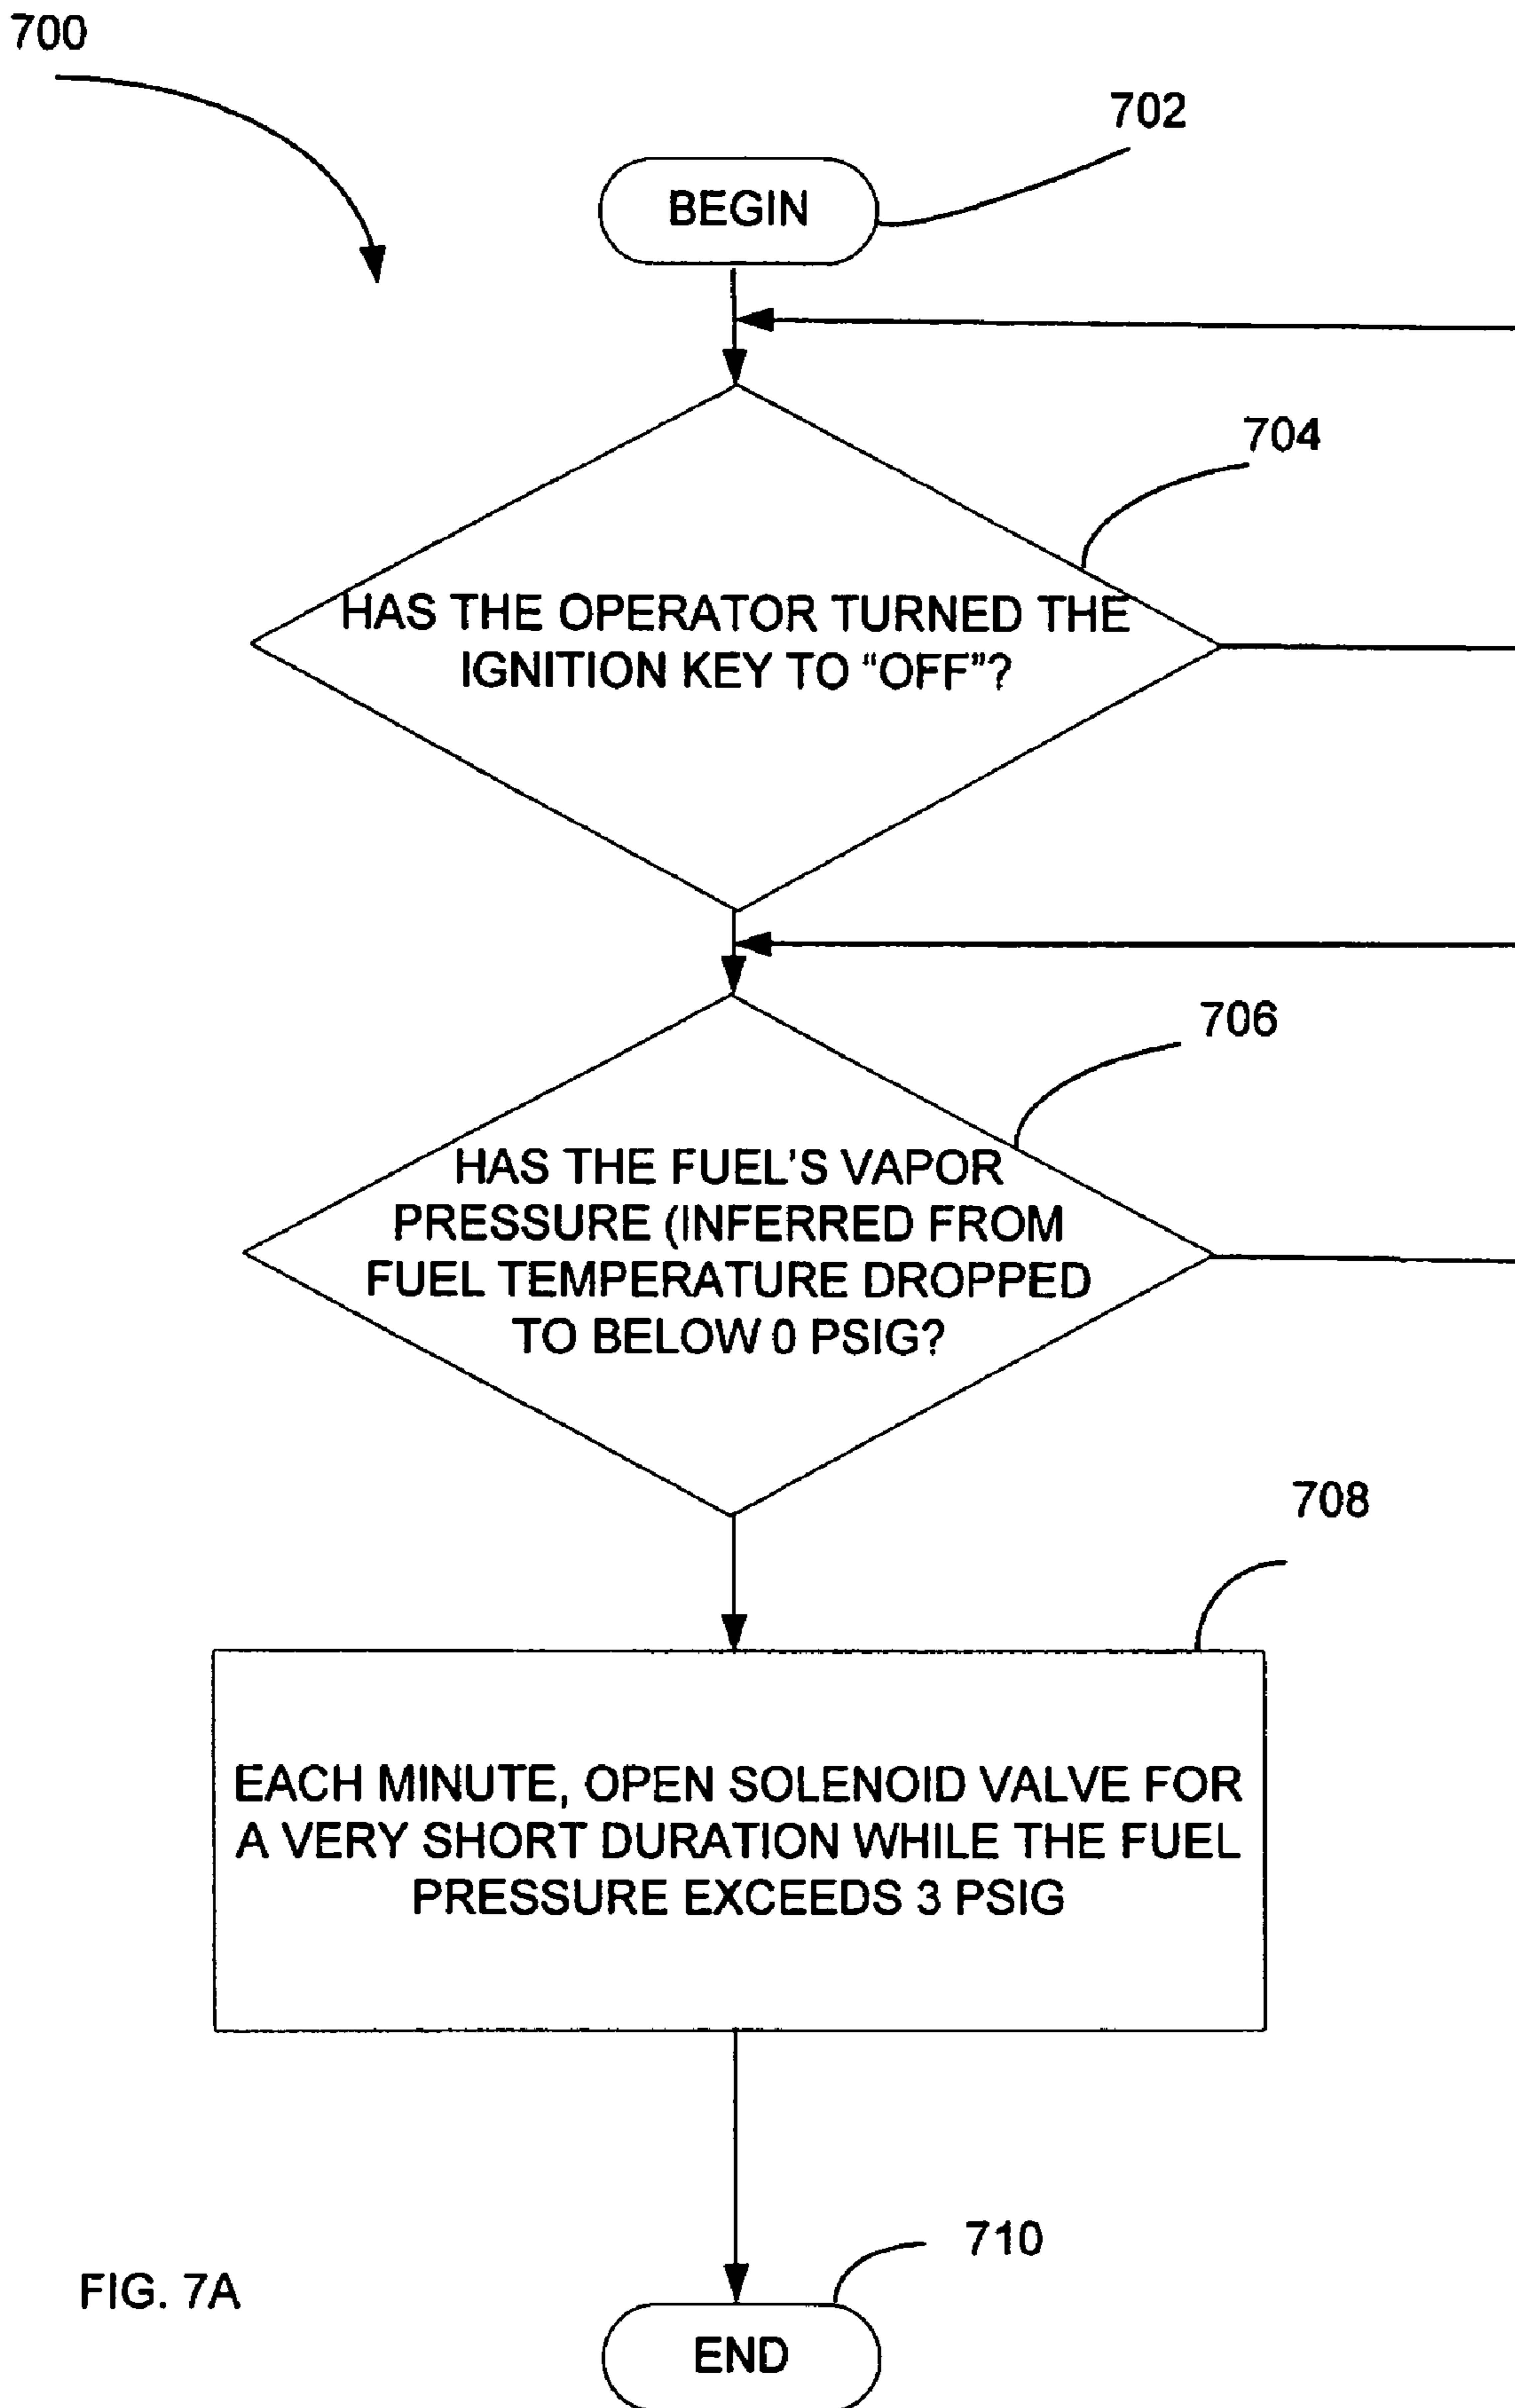 700
702
BEGIN
704
HAS THE OPERATOR TURNED THE
IGNITION KEY TO “OFF”?
706
HAS THE FUEL'S VAPOR
PRESSURE (INFERRED FROM
FUEL TEMPERATURE DROPPED
TO BELOW 0 PSIG?
708
EACH MINUTE, OPEN SOLENOID VALVE FOR
A VERY SHORT DURATION WHILE THE FUEL
PRESSURE EXCEEDS 3 PSIG
710
FIG. 7A
END